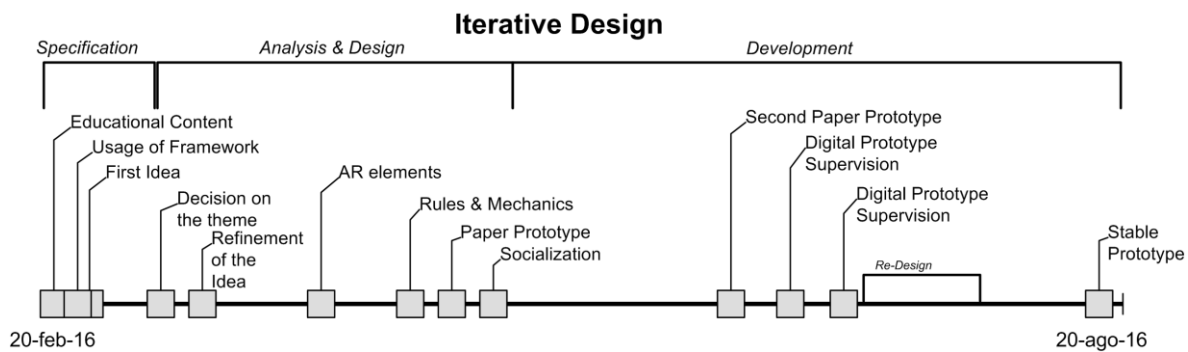 Iterative Design
Specification
Analysis & Design
Development
Educational Content
Usage of Framework
First Idea
Decision on
the theme
Refinement
of the
Idea
AR elements
Rules & Mechanics
Paper Prototype
Socialization
Second Paper Prototype
Digital Prototype
Supervision
Digital Prototype
Supervision
Re-Design
Stable
Prototype
20-feb-16
20-ago-16